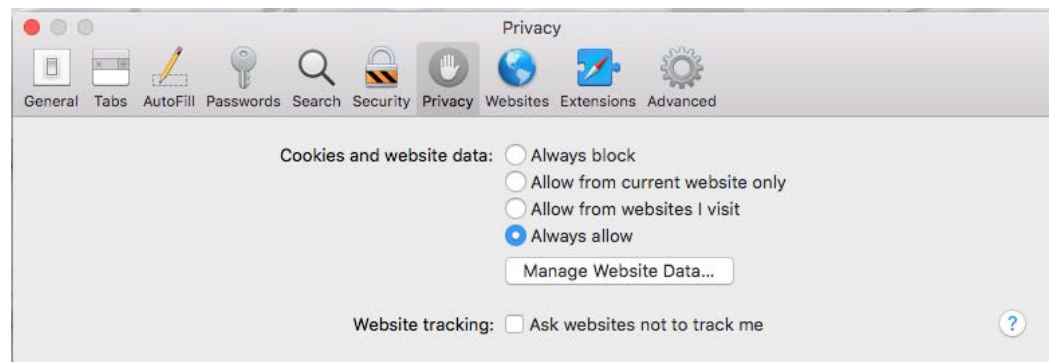 Privacy
General Tabs AutoFill Passwords Search Security Privacy Websites Extensions Advanced
Cookies and website data: Always block
Allow from current website only
Allow from websites I visit
Always allow
Manage Website Data...
Website tracking: Ask websites not to track me ?